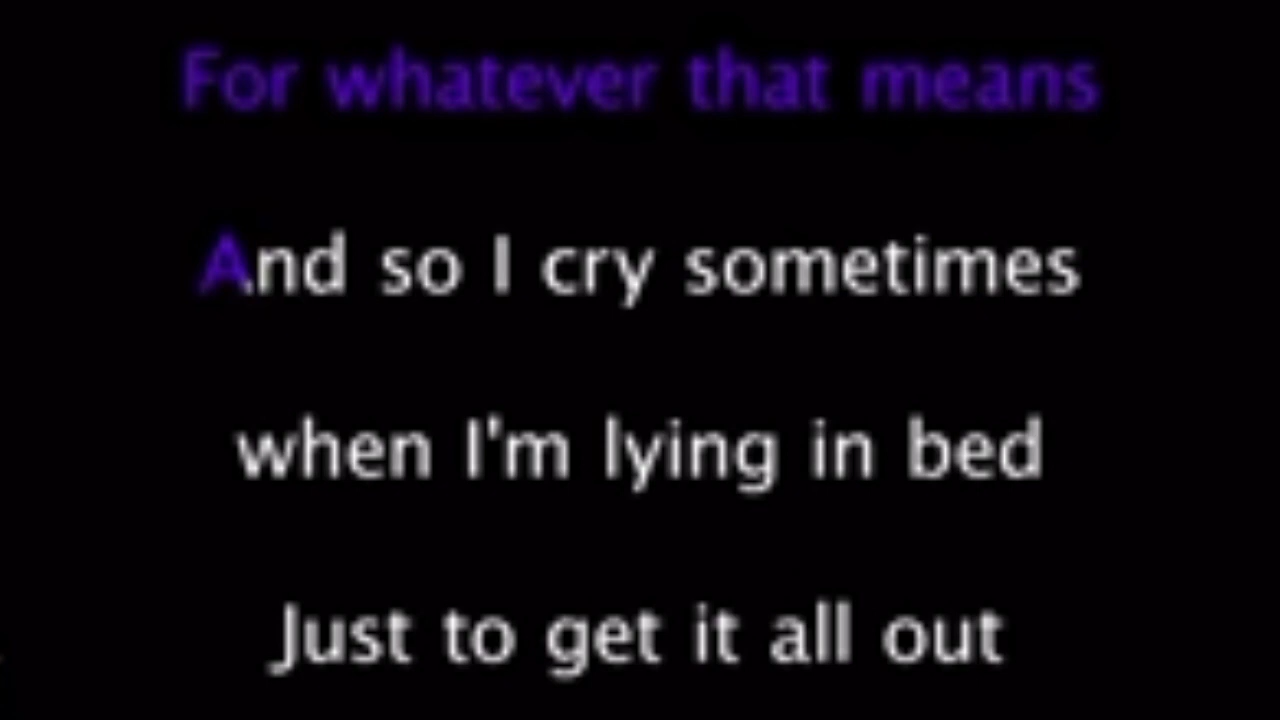 For whatever that means
And so I cry sometimes
when I'm lying in bed
Just to get it all out